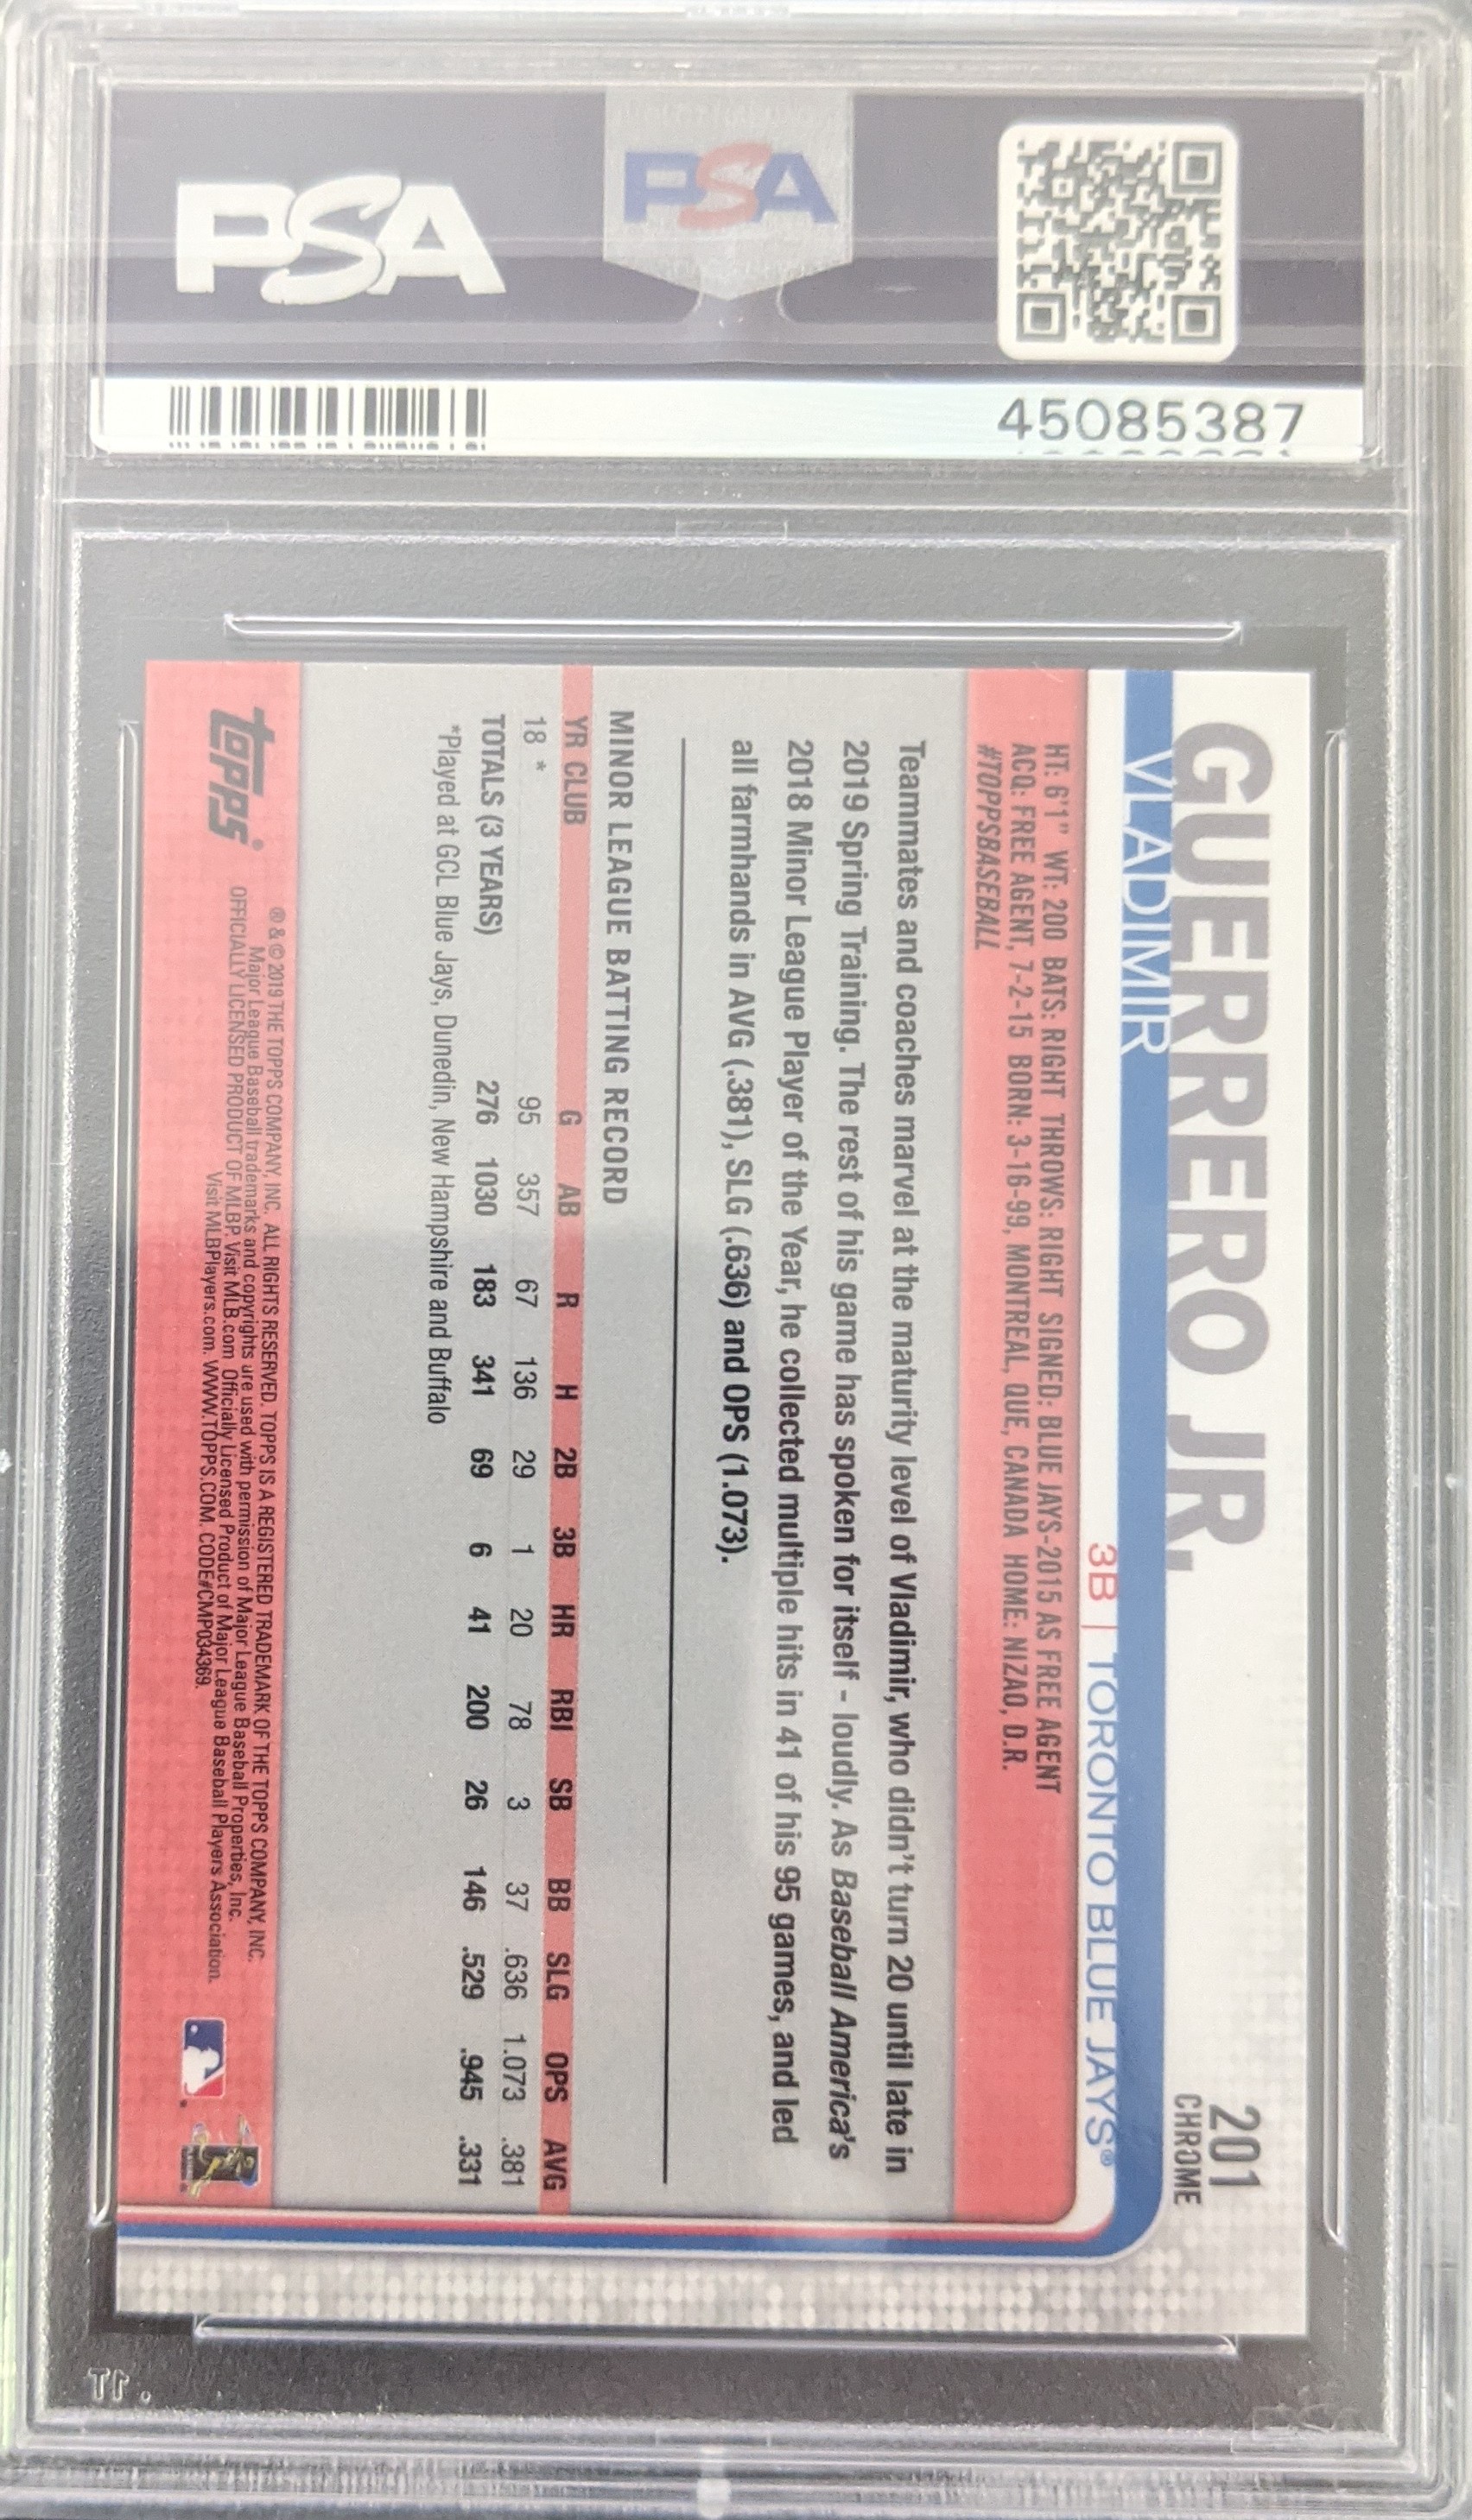 PSA
PSA
45085387
GUERRERO JR.
VLADIMIR
201
CHROME
3B | TORONTO BLUE JAYS®
HT: 6'1" WT: 200 BATS: RIGHT THROWS: RIGHT SIGNED: BLUE JAYS-2015 AS FREE AGENT
ACQ: FREE AGENT, 7-2-15 BORN: 3-16-99, MONTREAL, QUE, CANADA HOME: NIZAO, D.R.
#TOPPSBASEBALL
Teammates and coaches marvel at the maturity level of Vladimir, who didn't turn 20 until late in
2019 Spring Training. The rest of his game has spoken for itself - loudly. As Baseball America's
2018 Minor League Player of the Year, he collected multiple hits in 41 of his 95 games, and led
all farmhands in AVG (.381), SLG (.636) and OPS (1.073).
MINOR LEAGUE BATTING RECORD
YR CLUB G AB R H 2B 3B HR RBI SB BB SLG OPS AVG
18 * 95 357 67 136 29 1 20 78 3 37 .636 1.073 .381
TOTALS (3 YEARS) 276 1030 183 341 69 6 41 200 26 146 .529 .945 .331
*Played at GCL Blue Jays, Dunedin, New Hampshire and Buffalo
topps®
® & © 2019 THE TOPPS COMPANY, INC. ALL RIGHTS RESERVED. TOPPS IS A REGISTERED TRADEMARK OF THE TOPPS COMPANY, INC.
Major League Baseball trademarks and copyrights are used with permission of Major League Baseball Properties, Inc.
OFFICIALLY LICENSED PRODUCT OF MLBP. Visit MLB.com Officially Licensed Product of Major League Baseball Players Association.
Visit MLBPlayers.com. WWW.TOPPS.COM. CODE#CMP034369.